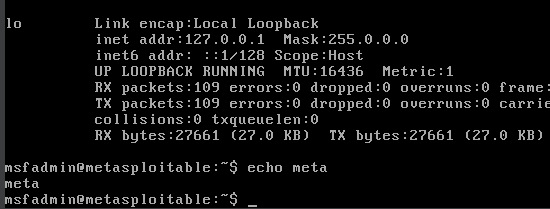 lo Link encap:Local Loopback
inet addr:127.0.0.1 Mask:255.0.0.0
inet6 addr: ::1/128 Scope:Host
UP LOOPBACK RUNNING MTU:16436 Metric:1
RX packets:109 errors:0 dropped:0 overruns:0 frame:
TX packets:109 errors:0 dropped:0 overruns:0 carrie
collisions:0 txqueuelen:0
RX bytes:27661 (27.0 KB) TX bytes:27661 (27.0 KB)
msfadmin@metasploitable:~$ echo meta
meta
msfadmin@metasploitable:~$ _